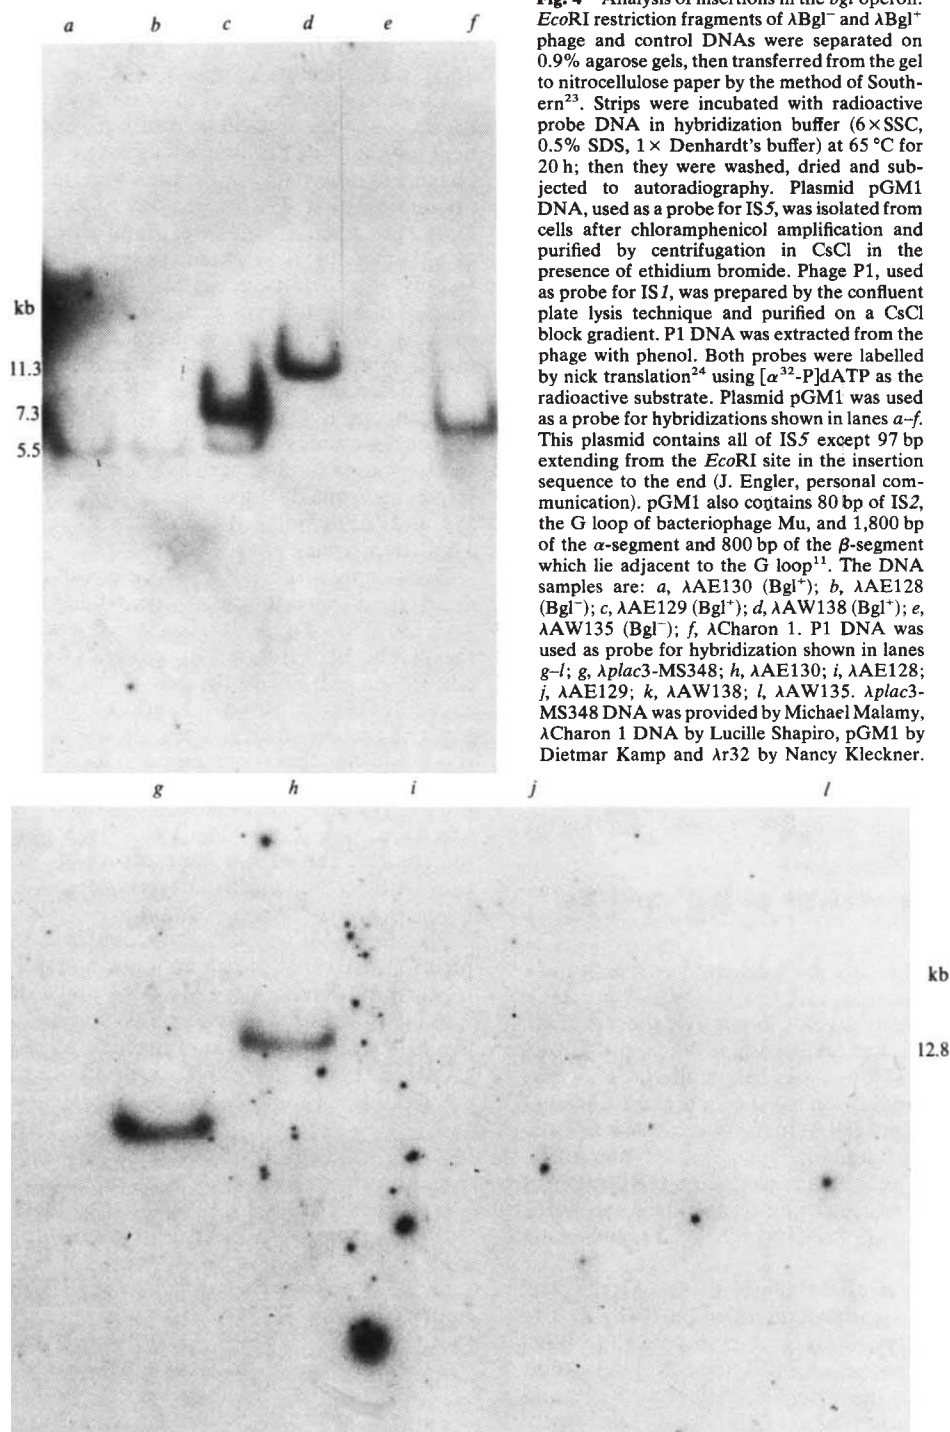 a b c d e f
kb
11.3
7.3
5.5
Fig. 4 Analysis of insertions in the bgl operon.
EcoRI restriction fragments of λBgl⁻ and λBgl⁺
phage and control DNAs were separated on
0.9% agarose gels, then transferred from the gel
to nitrocellulose paper by the method of South-
ern²³. Strips were incubated with radioactive
probe DNA in hybridization buffer (6×SSC,
0.5% SDS, 1× Denhardt's buffer) at 65 °C for
20 h; then they were washed, dried and sub-
jected to autoradiography. Plasmid pGM1
DNA, used as a probe for IS5, was isolated from
cells after chloramphenicol amplification and
purified by centrifugation in CsCl in the
presence of ethidium bromide. Phage P1, used
as probe for IS1, was prepared by the confluent
plate lysis technique and purified on a CsCl
block gradient. P1 DNA was extracted from the
phage with phenol. Both probes were labelled
by nick translation²⁴ using [α³²-P]dATP as the
radioactive substrate. Plasmid pGM1 was used
as a probe for hybridizations shown in lanes a–f.
This plasmid contains all of IS5 except 97 bp
extending from the EcoRI site in the insertion
sequence to the end (J. Engler, personal com-
munication). pGM1 also contains 80 bp of IS2,
the G loop of bacteriophage Mu, and 1,800 bp
of the α-segment and 800 bp of the β-segment
which lie adjacent to the G loop¹¹. The DNA
samples are: a, λAE130 (Bgl⁺); b, λAE128
(Bgl⁻); c, λAE129 (Bgl⁺); d, λAW138 (Bgl⁺); e,
λAW135 (Bgl⁻); f, λCharon 1. P1 DNA was
used as probe for hybridization shown in lanes
g–l; g, λplac3-MS348; h, λAE130; i, λAE128;
j, λAE129; k, λAW138; l, λAW135. λplac3-
MS348 DNA was provided by Michael Malamy,
λCharon 1 DNA by Lucille Shapiro, pGM1 by
Dietmar Kamp and λr32 by Nancy Kleckner.
g h i j l
kb
12.8